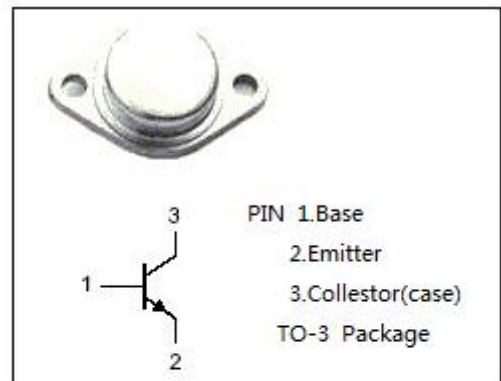 3
PIN 1.Base
2.Emitter
1
3.Collestor(case)
TO-3 Package
2